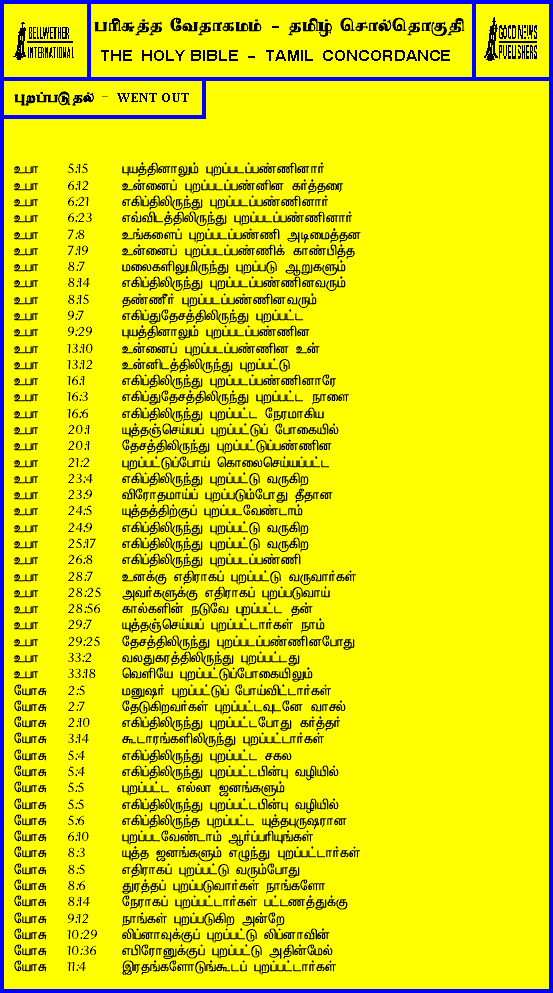 BELLWETHER
INTERNATIONAL
பரிசுத்த வேதாகமம் - தமிழ் சொல்தொகுதி
THE HOLY BIBLE - TAMIL CONCORDANCE
GOOD NEWS
PUBLISHERS
புறப்படுதல் - WENT OUT
உபா 5:15 புயத்தினாலும் புறப்படப்பண்ணினார்
உபா 6:12 உன்னைப் புறப்படப்பண்ணின கர்த்தரை
உபா 6:21 எகிப்திலிருந்து புறப்படப்பண்ணினார்
உபா 6:23 எவ்விடத்திலிருந்து புறப்படப்பண்ணினார்
உபா 7:8 உங்களைப் புறப்படப்பண்ணி அடிமைத்தன
உபா 7:19 உன்னைப் புறப்படப்பண்ணிக் காண்பித்த
உபா 8:7 மலைகளிலுமிருந்து புறப்படு ஆறுகளும்
உபா 8:14 எகிப்திலிருந்து புறப்படப்பண்ணினவரும்
உபா 8:15 தண்ணீர் புறப்படப்பண்ணினவரும்
உபா 9:7 எகிப்துதேசத்திலிருந்து புறப்பட்ட
உபா 9:29 புயத்தினாலும் புறப்படப்பண்ணின
உபா 13:10 உன்னைப் புறப்படப்பண்ணின உன்
உபா 13:12 உன்னிடத்திலிருந்து புறப்பட்டு
உபா 16:1 எகிப்திலிருந்து புறப்படப்பண்ணினாரே
உபா 16:3 எகிப்துதேசத்திலிருந்து புறப்பட்ட நாளை
உபா 16:6 எகிப்திலிருந்து புறப்பட்ட நேரமாகிய
உபா 20:1 யுத்தஞ்செய்யப் புறப்பட்டுப் போகையில்
உபா 20:1 தேசத்திலிருந்து புறப்பட்டுப்பண்ணின
உபா 21:2 புறப்பட்டுப்போய் கொலைசெய்யப்பட்ட
உபா 23:4 எகிப்திலிருந்து புறப்பட்டு வருகிற
உபா 23:9 விரோதமாய்ப் புறப்படும்போது தீதான
உபா 24:5 யுத்தத்திற்குப் புறப்படவேண்டாம்
உபா 24:9 எகிப்திலிருந்து புறப்பட்டு வருகிற
உபா 25:17 எகிப்திலிருந்து புறப்பட்டு வருகிற
உபா 26:8 எகிப்திலிருந்து புறப்படப்பண்ணி
உபா 28:7 உனக்கு எதிராகப் புறப்பட்டு வருவார்கள்
உபா 28:25 அவர்களுக்கு எதிராகப் புறப்படுவாய்
உபா 28:56 கால்களின் நடுவே புறப்பட்ட தன்
உபா 29:7 யுத்தஞ்செய்யப் புறப்பட்டார்கள் நாம்
உபா 29:25 தேசத்திலிருந்து புறப்படப்பண்ணினபோது
உபா 33:2 வலதுகரத்திலிருந்து புறப்பட்டது
உபா 33:18 வெளியே புறப்பட்டுப்போகையிலும்
யோசு 2:5 மனுஷர் புறப்பட்டுப் போய்விட்டார்கள்
யோசு 2:7 தேடுகிறவர்கள் புறப்பட்டவுடனே வாசல்
யோசு 2:10 எகிப்திலிருந்து புறப்பட்டபோது கர்த்தர்
யோசு 3:14 கூடாரங்களிலிருந்து புறப்பட்டார்கள்
யோசு 5:4 எகிப்திலிருந்து புறப்பட்ட சகல
யோசு 5:4 எகிப்திலிருந்து புறப்பட்டபின்பு வழியில்
யோசு 5:5 புறப்பட்ட எல்லா ஜனங்களும்
யோசு 5:5 எகிப்திலிருந்து புறப்பட்டபின்பு வழியில்
யோசு 5:6 எகிப்திலிருந்த புறப்பட்ட யுத்தபுருஷரான
யோசு 6:10 புறப்படவேண்டாம் ஆர்ப்பரியுங்கள்
யோசு 8:3 யுத்த ஜனங்களும் எழுந்து புறப்பட்டார்கள்
யோசு 8:5 எதிராகப் புறப்பட்டு வரும்போது
யோசு 8:6 துரத்தப் புறப்படுவார்கள் நாங்களோ
யோசு 8:14 நேராகப் புறப்பட்டார்கள் பட்டணத்துக்கு
யோசு 9:12 நாங்கள் புறப்படுகிற அன்றே
யோசு 10:29 லிப்னாவுக்குப் புறப்பட்டு லிப்னாவின்
யோசு 10:36 எபிரோனுக்குப் புறப்பட்டு அதின்மேல்
யோசு 11:4 இரதங்களோடுங்கூடப் புறப்பட்டார்கள்